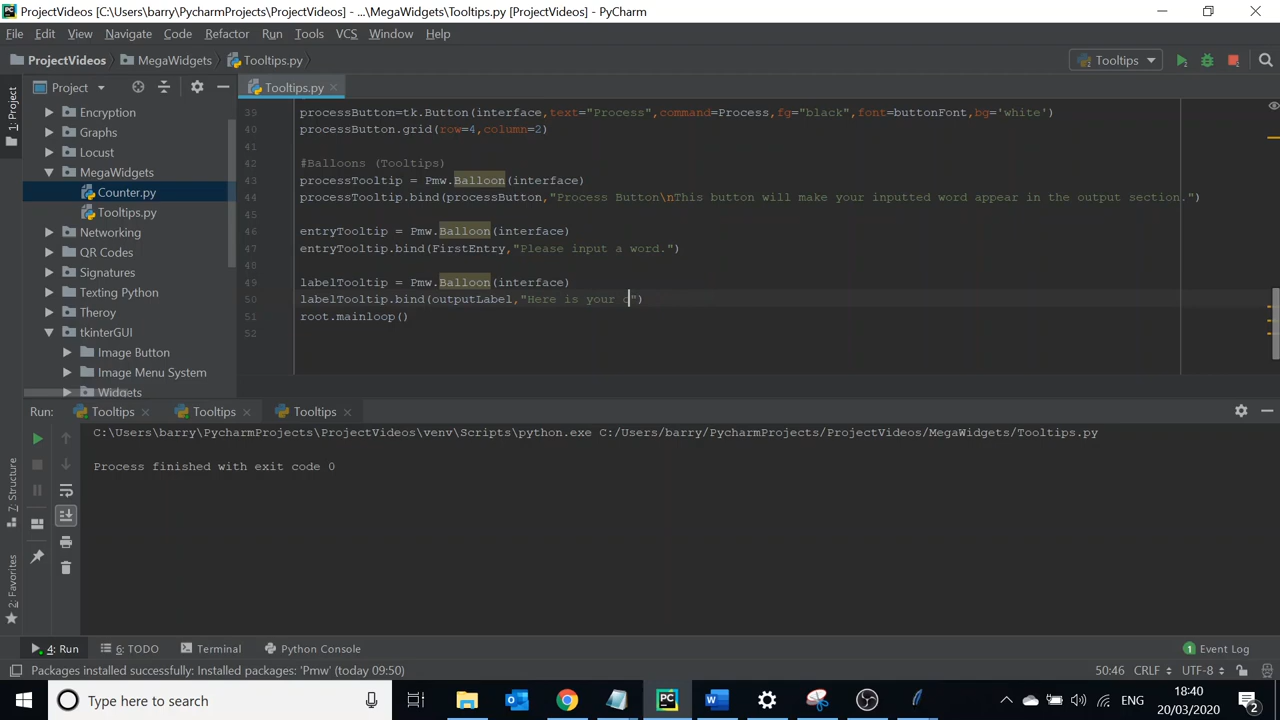 ProjectVideos [C:\Users\barry\PycharmProjects\ProjectVideos] - ...\MegaWidgets\Tooltips.py [ProjectVideos] - PyCharm
File Edit View Navigate Code Refactor Run Tools VCS Window Help
ProjectVideos MegaWidgets Tooltips.py Tooltips
Project Tooltips.py
1: Project
Encryption
Graphs
Locust
MegaWidgets
Counter.py
Tooltips.py
Networking
QR Codes
Signatures
Texting Python
Theroy
tkinterGUI
Image Button
Image Menu System
Widgets
39 processButton=tk.Button(interface,text="Process",command=Process,fg="black",font=buttonFont,bg='white')
40 processButton.grid(row=4,column=2)
41
42 #Balloons (Tooltips)
43 processTooltip = Pmw.Balloon(interface)
44 processTooltip.bind(processButton,"Process Button\nThis button will make your inputted word appear in the output section.")
45
46 entryTooltip = Pmw.Balloon(interface)
47 entryTooltip.bind(FirstEntry,"Please input a word.")
48
49 labelTooltip = Pmw.Balloon(interface)
50 labelTooltip.bind(outputLabel,"Here is your o")
51 root.mainloop()
52
Run: Tooltips Tooltips Tooltips
C:\Users\barry\PycharmProjects\ProjectVideos\venv\Scripts\python.exe C:/Users/barry/PycharmProjects/ProjectVideos/MegaWidgets/Tooltips.py
Process finished with exit code 0
7: Structure
2: Favorites
4: Run 6: TODO Terminal Python Console 1 Event Log
Packages installed successfully: Installed packages: 'Pmw' (today 09:50) 50:46 CRLF UTF-8
Type here to search ENG 18:40 20/03/2020 2